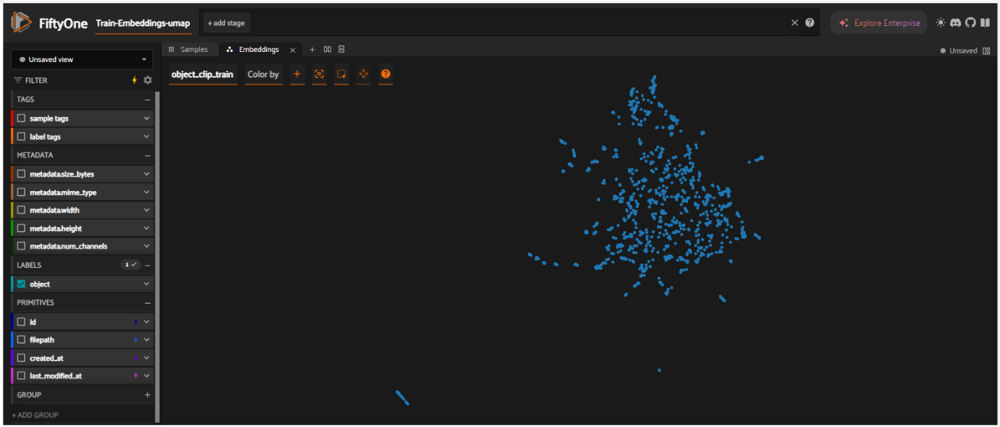 FiftyOne Train-Embeddings-umap + add stage Explore Enterprise
Unsaved view Samples Embeddings Unsaved
FILTER object_clip_train Color by
TAGS
sample tags
label tags
METADATA
metadata.size_bytes
metadata.mime_type
metadata.width
metadata.height
metadata.num_channels
LABELS 1
object
PRIMITIVES
id
filepath
created_at
last_modified_at
GROUP
+ ADD GROUP